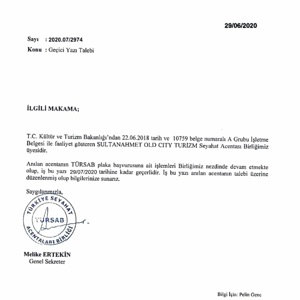 29/06/2020
Sayı : 2020.07/2974
Konu : Geçici Yazı Talebi
İLGİLİ MAKAMA;
T.C. Kültür ve Turizm Bakanlığı'ndan 22.06.2018 tarih ve 10759 belge numaralı A Grubu İşletme
Belgesi ile faaliyet gösteren SULTANAHMET OLD CITY TURİZM Seyahat Acentası Birliğimiz
üyesidir.
Anılan acentanın TÜRSAB plaka başvurusuna ait işlemleri Birliğimiz nezdinde devam etmekte
olup, iş bu yazı 29/07/2020 tarihine kadar geçerlidir. İş bu yazı anılan acentanın talebi üzerine
düzenlenmiş olup bilgilerinize sunarız.
Saygılarımızla,
TÜRKİYE SEYAHAT
TÜRSAB
ACENTALARI BİRLİĞİ
Melike ERTEKİN
Genel Sekreter
Bilgi İçin: Pelin Genç